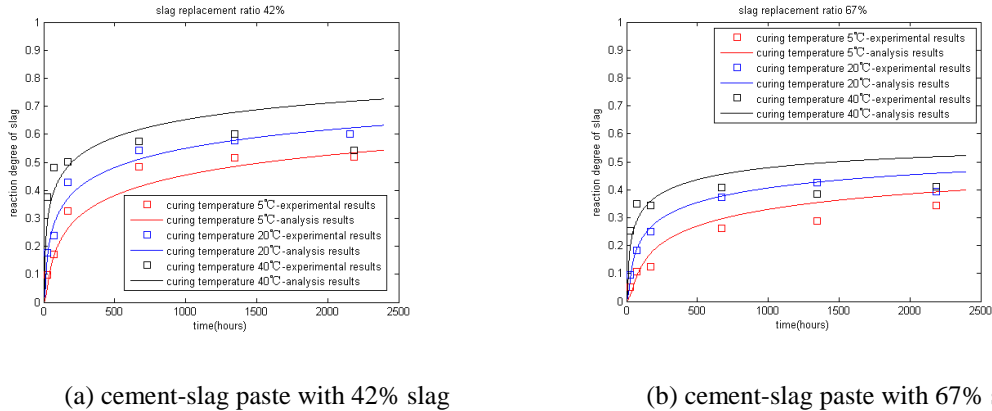 slag replacement ratio 42%
1
0.9
0.8
0.7
0.6
0.5
0.4
0.3
0.2
0.1
0
reaction degree of slag
curing temperature 5℃-experimental results
curing temperature 5℃-analysis results
curing temperature 20℃-experimental results
curing temperature 20℃-analysis results
curing temperature 40℃-experimental results
curing temperature 40℃-analysis results
0 500 1000 1500 2000 2500
time(hours)
(a) cement-slag paste with 42% slag
slag replacement ratio 67%
1
0.9
0.8
0.7
0.6
0.5
0.4
0.3
0.2
0.1
0
reaction degree of slag
curing temperature 5℃-experimental results
curing temperature 5℃-analysis results
curing temperature 20℃-experimental results
curing temperature 20℃-analysis results
curing temperature 40℃-experimental results
curing temperature 40℃-analysis results
0 500 1000 1500 2000 2500
time(hours)
(b) cement-slag paste with 67%